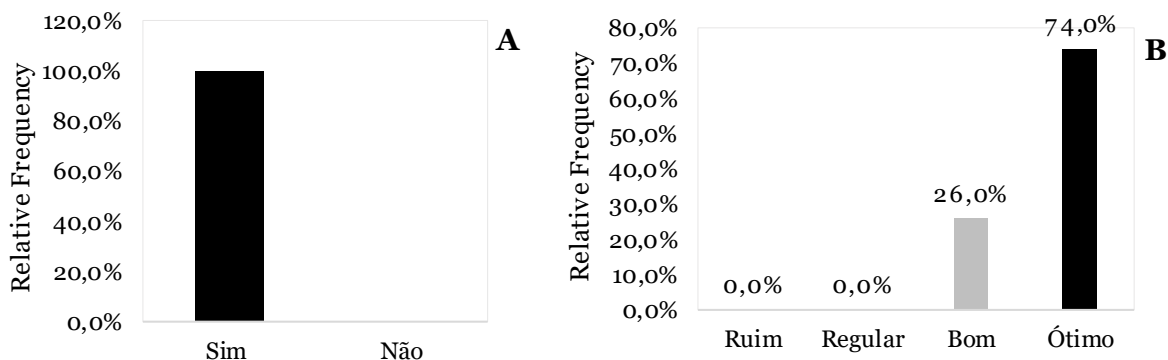 A
Relative Frequency
120,0%
100,0%
80,0%
60,0%
40,0%
20,0%
0,0%
Sim Não
B
Relative Frequency
80,0%
70,0%
60,0%
50,0%
40,0%
30,0%
20,0%
10,0%
0,0%
0,0% 0,0% 26,0% 74,0%
Ruim Regular Bom Ótimo